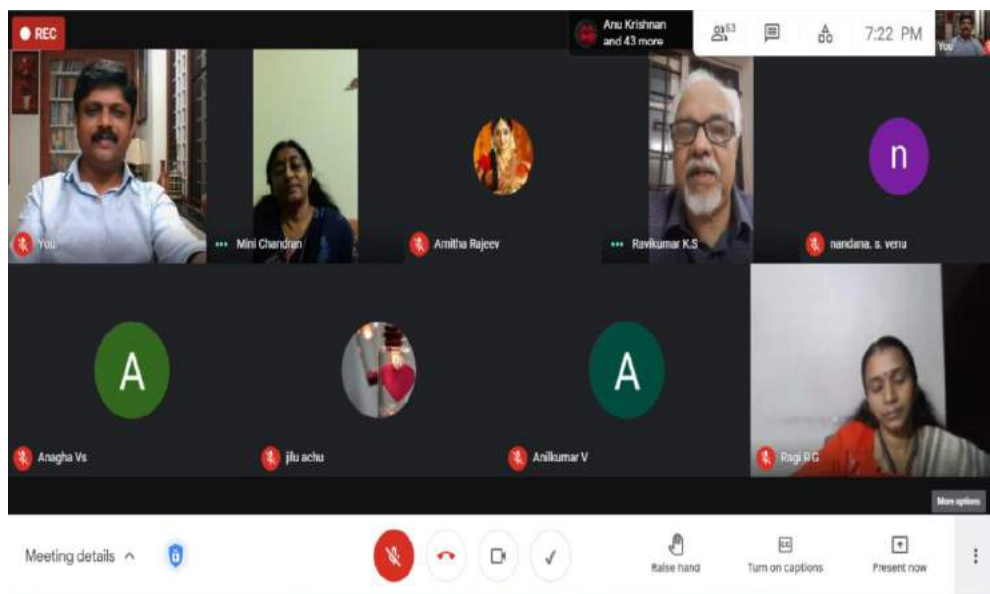 REC
Anu Krishnan
and 43 more
53
7:22 PM
You
You
Mini Chandran
Amitha Rajeev
Ravikumar K.S
n
nandana. s. venu
A
A
Anagha Vs
jilu achu
Anilkumar V
Ragi R G
More options
Meeting details
Raise hand
CC
Turn on captions
Present now